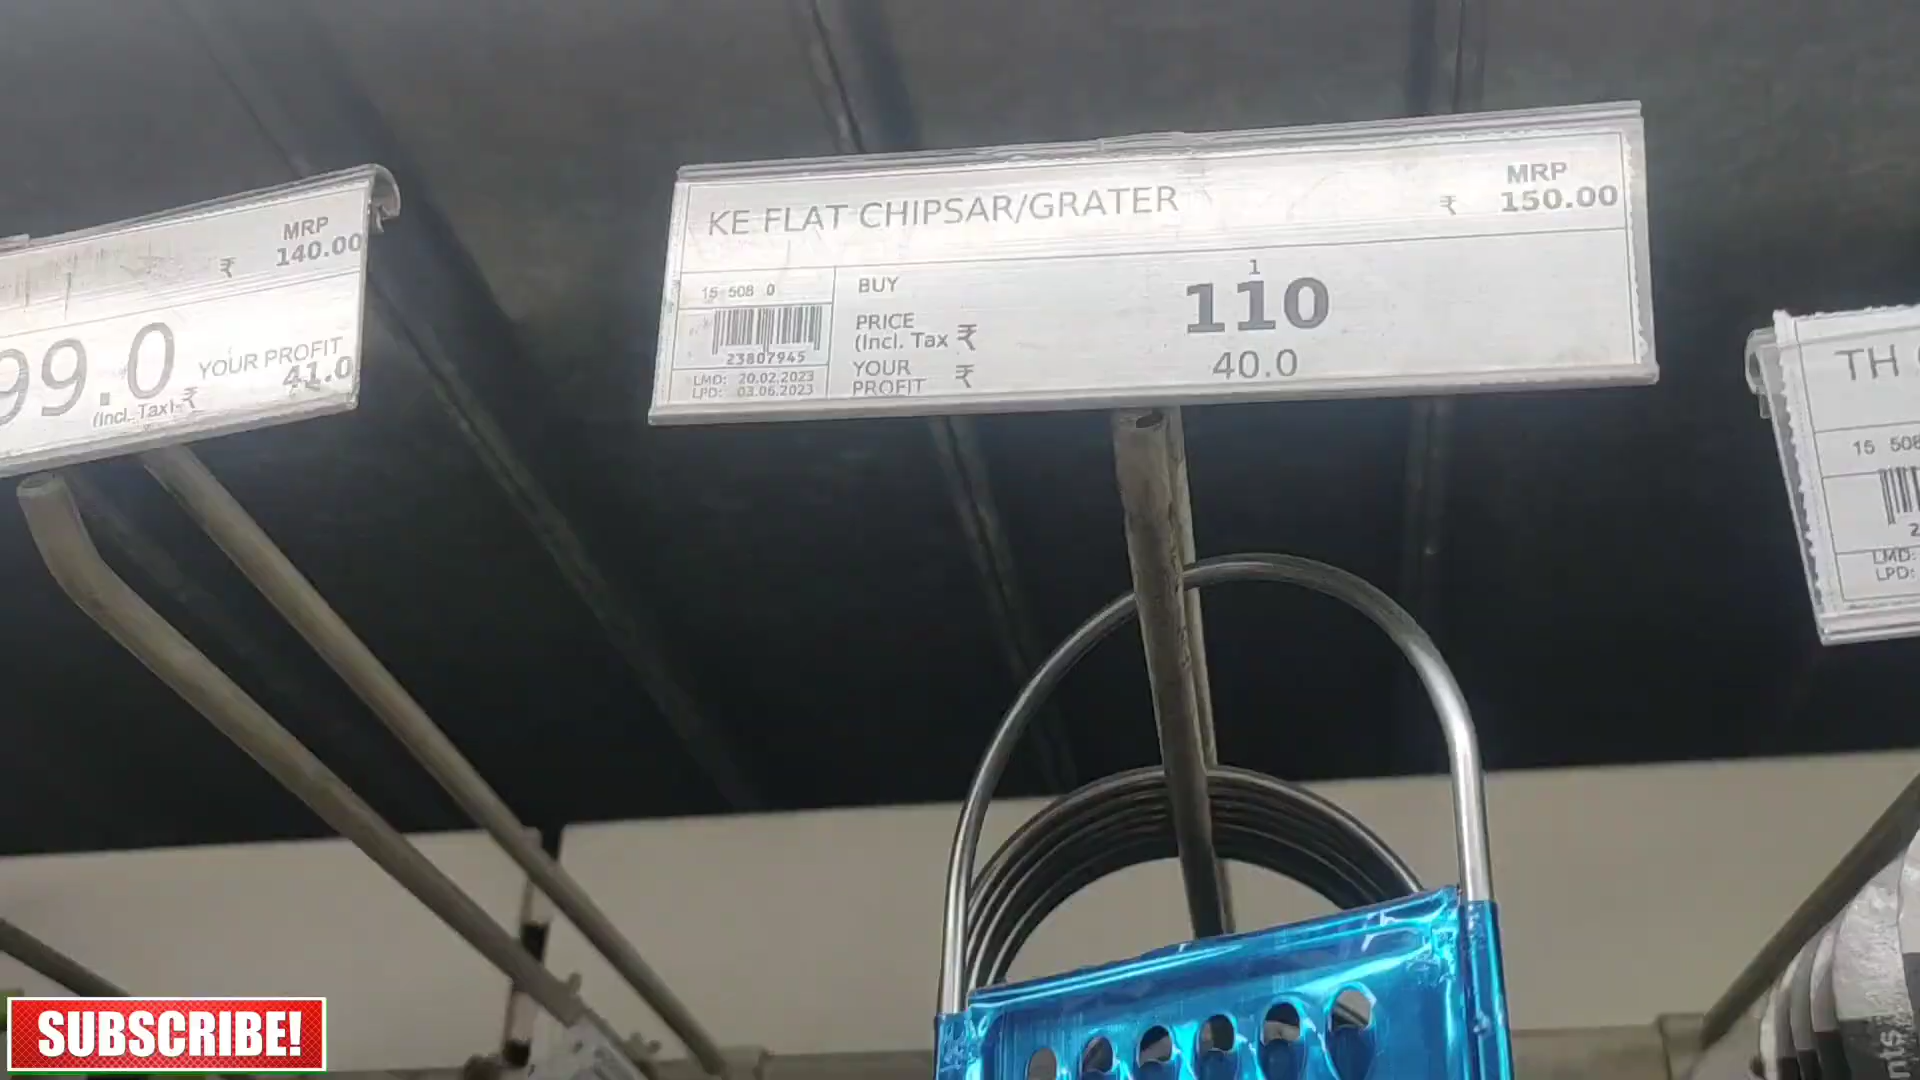 MRP
₹ 140.00
99.0
YOUR PROFIT
(Incl. Tax) ₹ 41.0
KE FLAT CHIPSAR/GRATER
MRP
₹ 150.00
15 508 0
23807945
LMD: 20.02.2023
LPD: 03.06.2023
BUY 1
PRICE
(Incl. Tax ₹ 110
YOUR
PROFIT ₹ 40.0
TH
15 508
LMD:
LPD:
SUBSCRIBE!